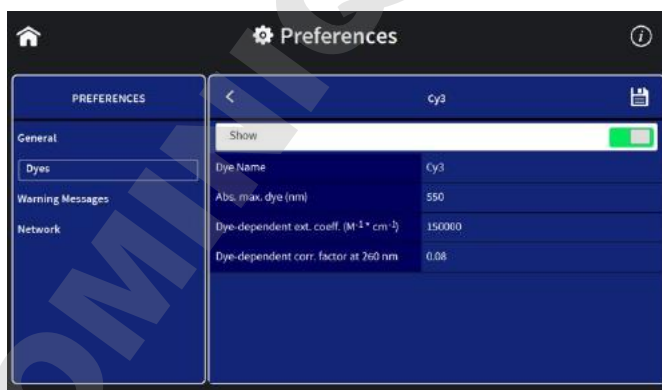 Preferences
PREFERENCES
General
Dyes
Warning Messages
Network
Cy3
Show
Dye Name Cy3
Abs. max. dye (nm) 550
Dye-dependent ext. coeff. (M⁻¹ * cm⁻¹) 150000
Dye-dependent corr. factor at 260 nm 0.08